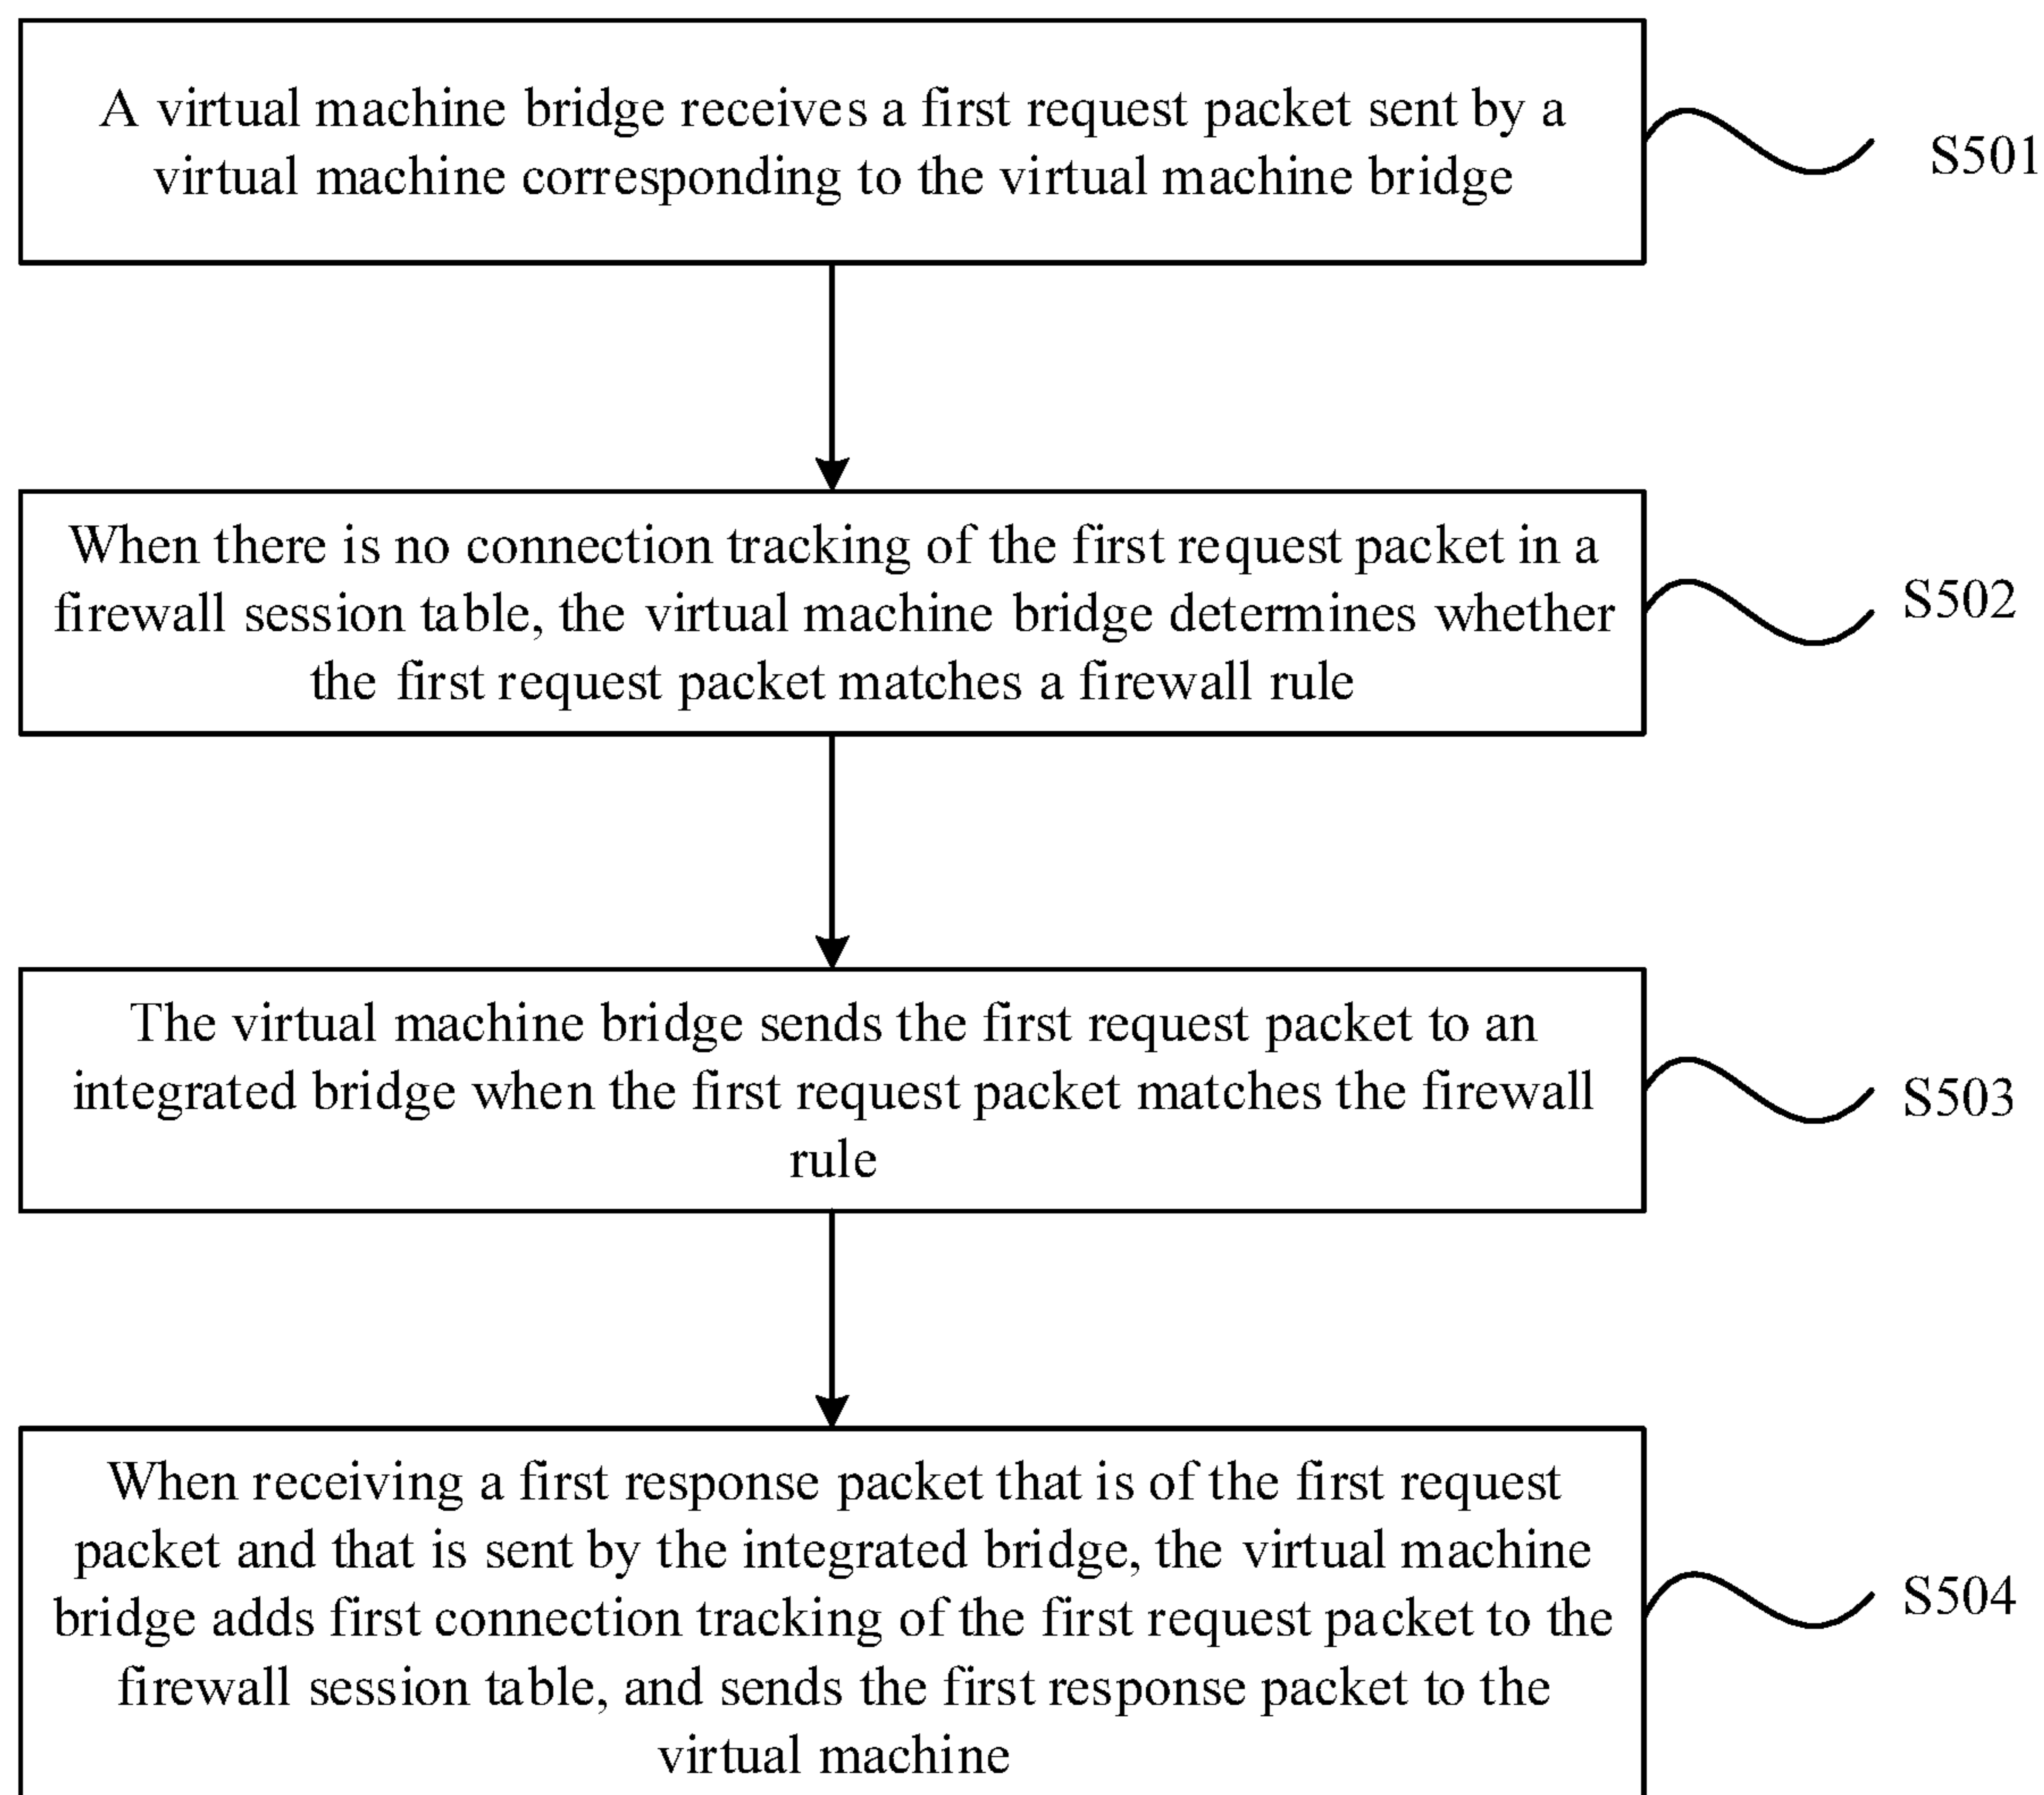 A virtual machine bridge receives a first request packet sent by a
virtual machine corresponding to the virtual machine bridge
S501
When there is no connection tracking of the first request packet in a
firewall session table, the virtual machine bridge determines whether
the first request packet matches a firewall rule
S502
The virtual machine bridge sends the first request packet to an
integrated bridge when the first request packet matches the firewall
rule
S503
When receiving a first response packet that is of the first request
packet and that is sent by the integrated bridge, the virtual machine
bridge adds first connection tracking of the first request packet to the
firewall session table, and sends the first response packet to the
virtual machine
S504